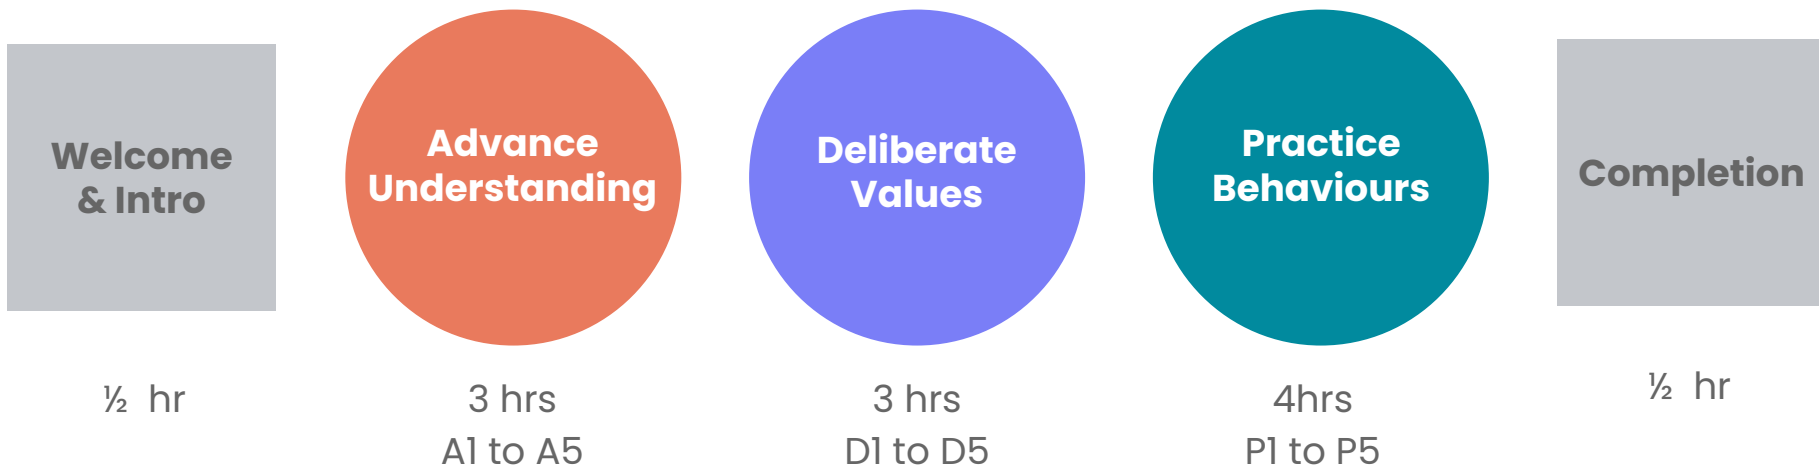 Welcome
& Intro
½ hr
Advance
Understanding
3 hrs
A1 to A5
Deliberate
Values
3 hrs
D1 to D5
Practice
Behaviours
4hrs
P1 to P5
Completion
½ hr